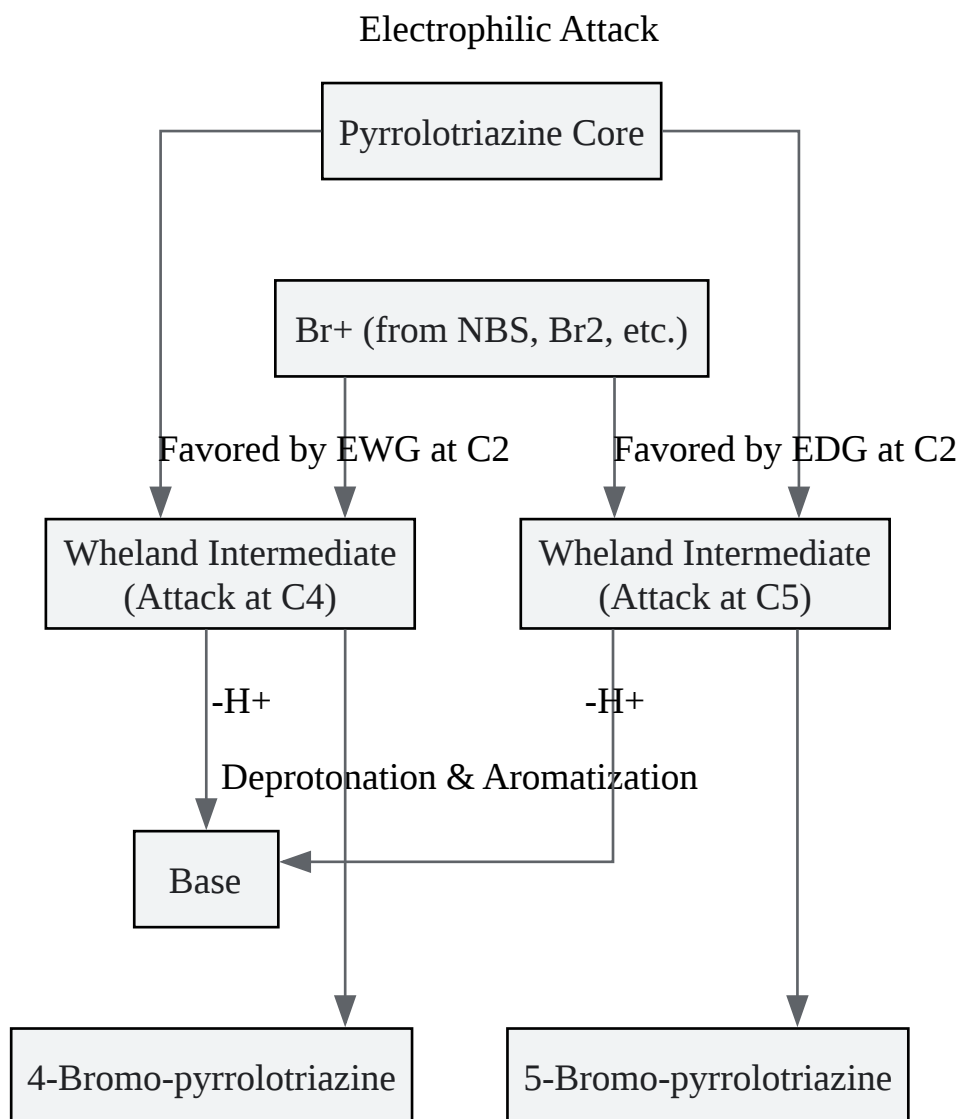 Electrophilic Attack
Pyrrolotriazine Core
Br+ (from NBS, Br2, etc.)
Favored by EWG at C2
Favored by EDG at C2
Wheland Intermediate
(Attack at C4)
Wheland Intermediate
(Attack at C5)
-H+
-H+
Deprotonation & Aromatization
Base
4-Bromo-pyrrolotriazine
5-Bromo-pyrrolotriazine